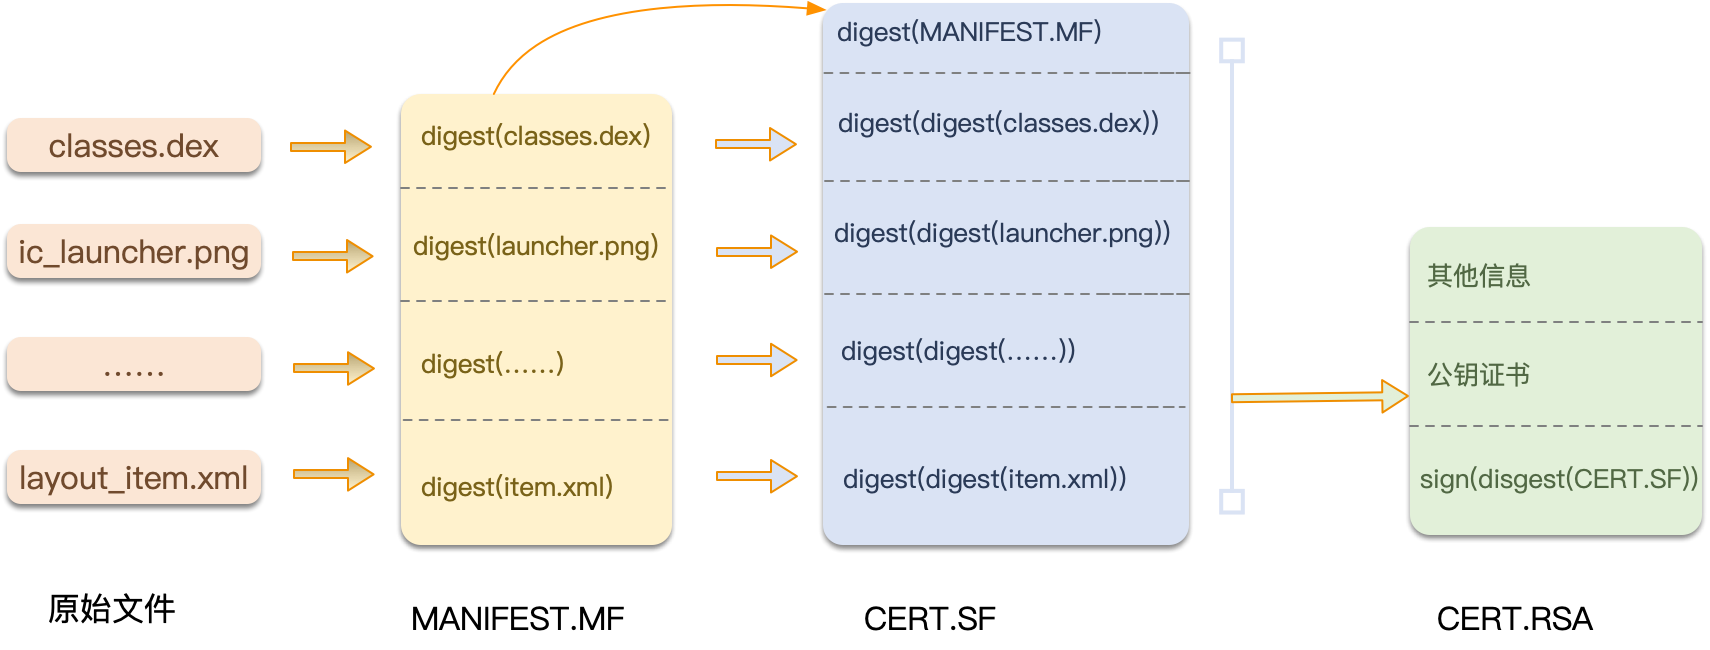 classes.dex
ic_launcher.png
……
layout_item.xml
原始文件
digest(classes.dex)
digest(launcher.png)
digest(……)
digest(item.xml)
MANIFEST.MF
digest(MANIFEST.MF)
digest(digest(classes.dex))
digest(digest(launcher.png))
digest(digest(……))
digest(digest(item.xml))
CERT.SF
其他信息
公钥证书
sign(disgest(CERT.SF))
CERT.RSA